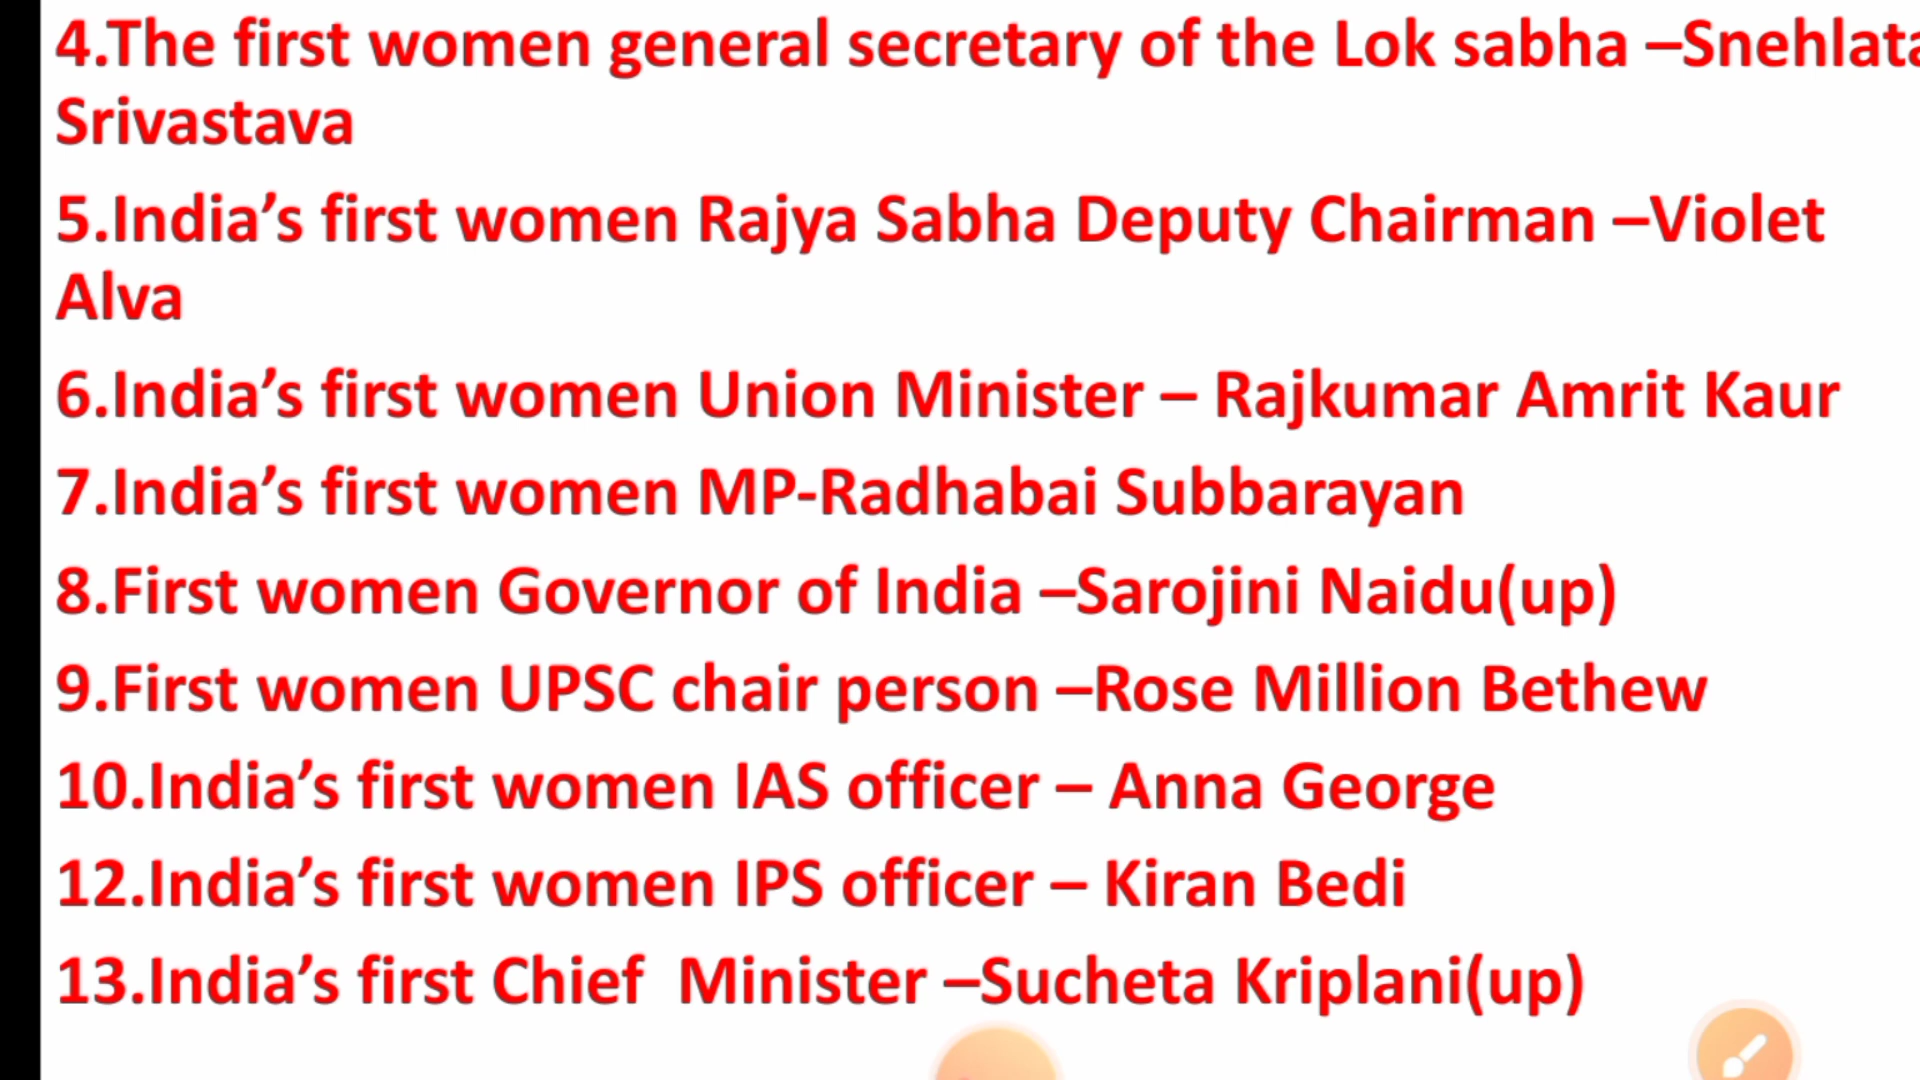 4.The first women general secretary of the Lok sabha –Snehlata
Srivastava
5.India’s first women Rajya Sabha Deputy Chairman –Violet
Alva
6.India’s first women Union Minister – Rajkumar Amrit Kaur
7.India’s first women MP-Radhabai Subbarayan
8.First women Governor of India –Sarojini Naidu(up)
9.First women UPSC chair person –Rose Million Bethew
10.India’s first women IAS officer – Anna George
12.India’s first women IPS officer – Kiran Bedi
13.India’s first Chief  Minister –Sucheta Kriplani(up)